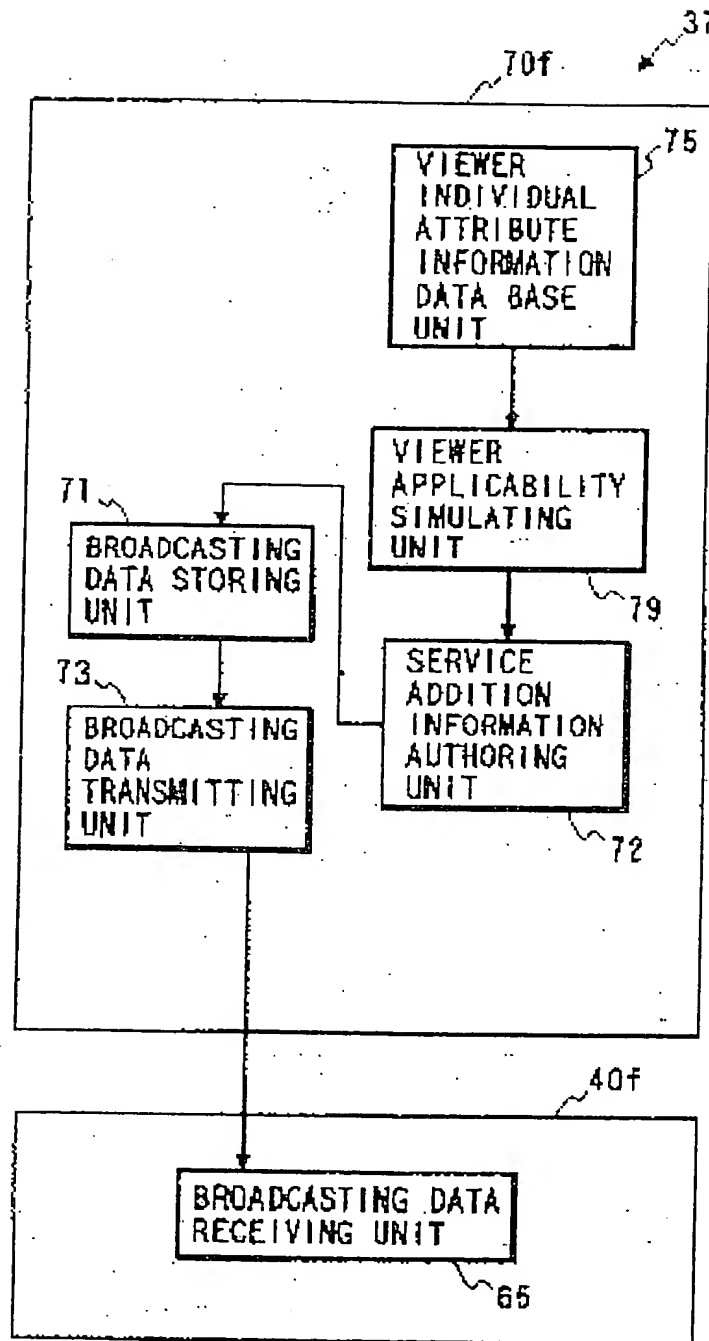 37
70f
75
VIEWER
INDIVIDUAL
ATTRIBUTE
INFORMATION
DATA BASE
UNIT
VIEWER
APPLICABILITY
SIMULATING
UNIT
79
71
BROADCASTING
DATA STORING
UNIT
73
BROADCASTING
DATA
TRANSMITTING
UNIT
SERVICE
ADDITION
INFORMATION
AUTHORING
UNIT
72
40f
BROADCASTING DATA
RECEIVING UNIT
65